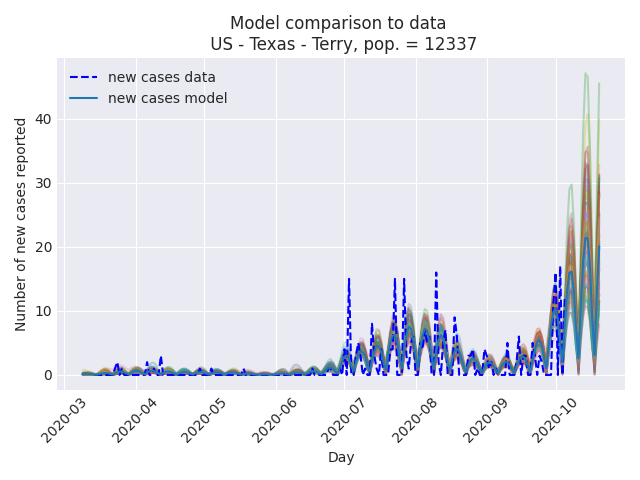 Model comparison to data
US - Texas - Terry, pop. = 12337
new cases data
new cases model
Number of new cases reported
40
30
20
10
0
2020-03
2020-04
2020-05
2020-06
2020-07
2020-08
2020-09
2020-10
Day